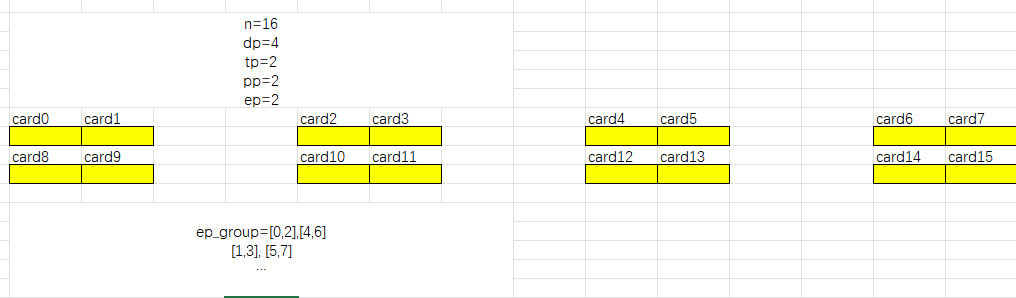 n=16
dp=4
tp=2
pp=2
ep=2
card0 card1 card2 card3 card4 card5 card6 card7
card8 card9 card10 card11 card12 card13 card14 card15
ep_group=[0,2],[4,6]
[1,3], [5,7]
...